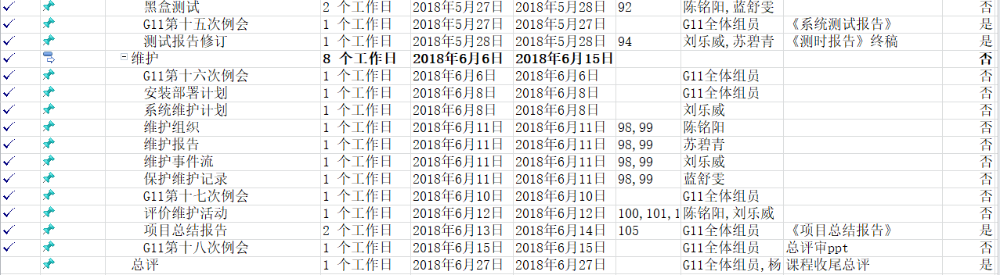 黑盒测试 2 个工作日 2018年5月27日 2018年5月28日 92 陈铭阳,蓝舒雯 否
G11第十五次例会 1 个工作日 2018年5月27日 2018年5月27日 G11全体组员 《系统测试报告》 是
测试报告修订 1 个工作日 2018年5月28日 2018年5月28日 94 刘乐威,苏碧青 《测时报告》终稿 是
维护 8 个工作日 2018年6月6日 2018年6月15日 否
G11第十六次例会 1 个工作日 2018年6月6日 2018年6月6日 G11全体组员 否
安装部署计划 1 个工作日 2018年6月8日 2018年6月8日 G11全体组员 否
系统维护计划 1 个工作日 2018年6月8日 2018年6月8日 刘乐威 否
维护组织 1 个工作日 2018年6月11日 2018年6月11日 98,99 陈铭阳 否
维护报告 1 个工作日 2018年6月11日 2018年6月11日 98,99 苏碧青 否
维护事件流 1 个工作日 2018年6月11日 2018年6月11日 98,99 刘乐威 否
保护维护记录 1 个工作日 2018年6月11日 2018年6月11日 98,99 蓝舒雯 否
G11第十七次例会 1 个工作日 2018年6月10日 2018年6月10日 G11全体组员 否
评价维护活动 1 个工作日 2018年6月12日 2018年6月12日 100,101,1 陈铭阳,刘乐威 否
项目总结报告 2 个工作日 2018年6月13日 2018年6月14日 105 G11全体组员 《项目总结报告》 是
G11第十八次例会 1 个工作日 2018年6月15日 2018年6月15日 G11全体组员 总评审ppt 否
总评 1 个工作日 2018年6月27日 2018年6月27日 G11全体组员,杨 课程收尾总评 是